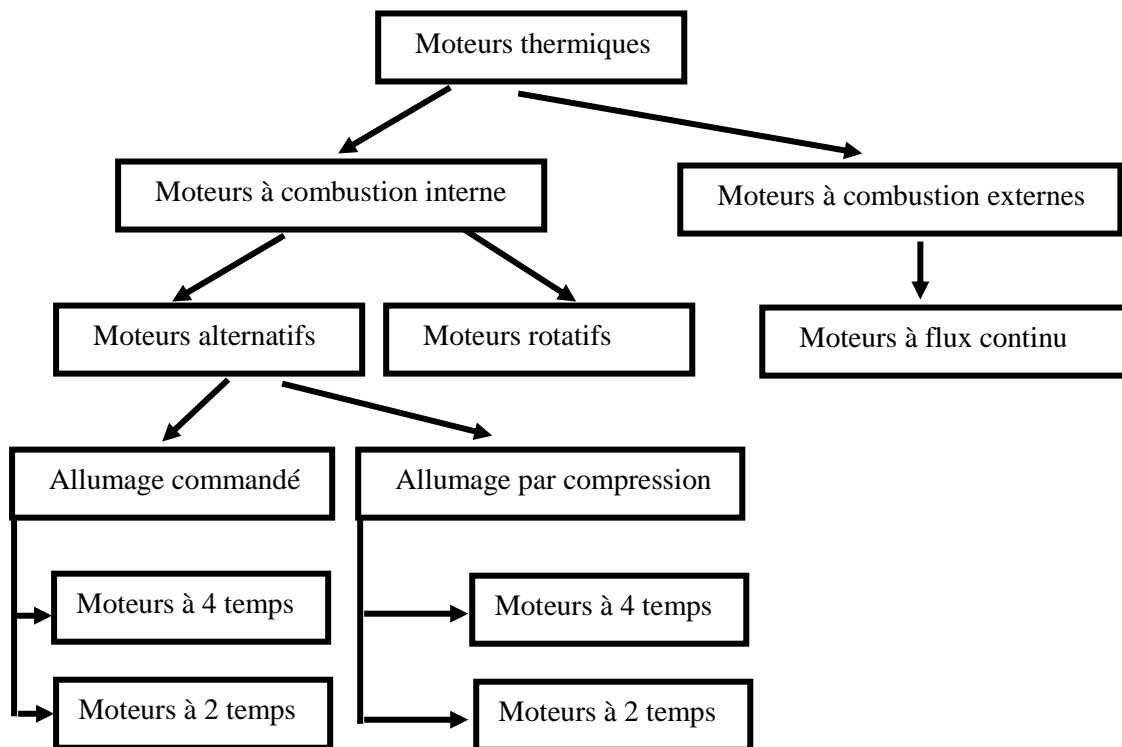 Moteurs thermiques
Moteurs à combustion interne
Moteurs à combustion externes
Moteurs alternatifs
Moteurs rotatifs
Moteurs à flux continu
Allumage commandé
Allumage par compression
Moteurs à 4 temps
Moteurs à 4 temps
Moteurs à 2 temps
Moteurs à 2 temps